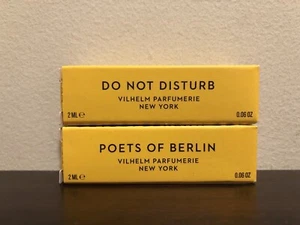 DO NOT DISTURB
VILHELM PARFUMERIE
NEW YORK
2 ML ℮ 0.06 OZ
POETS OF BERLIN
VILHELM PARFUMERIE
NEW YORK
2 ML ℮ 0.06 OZ